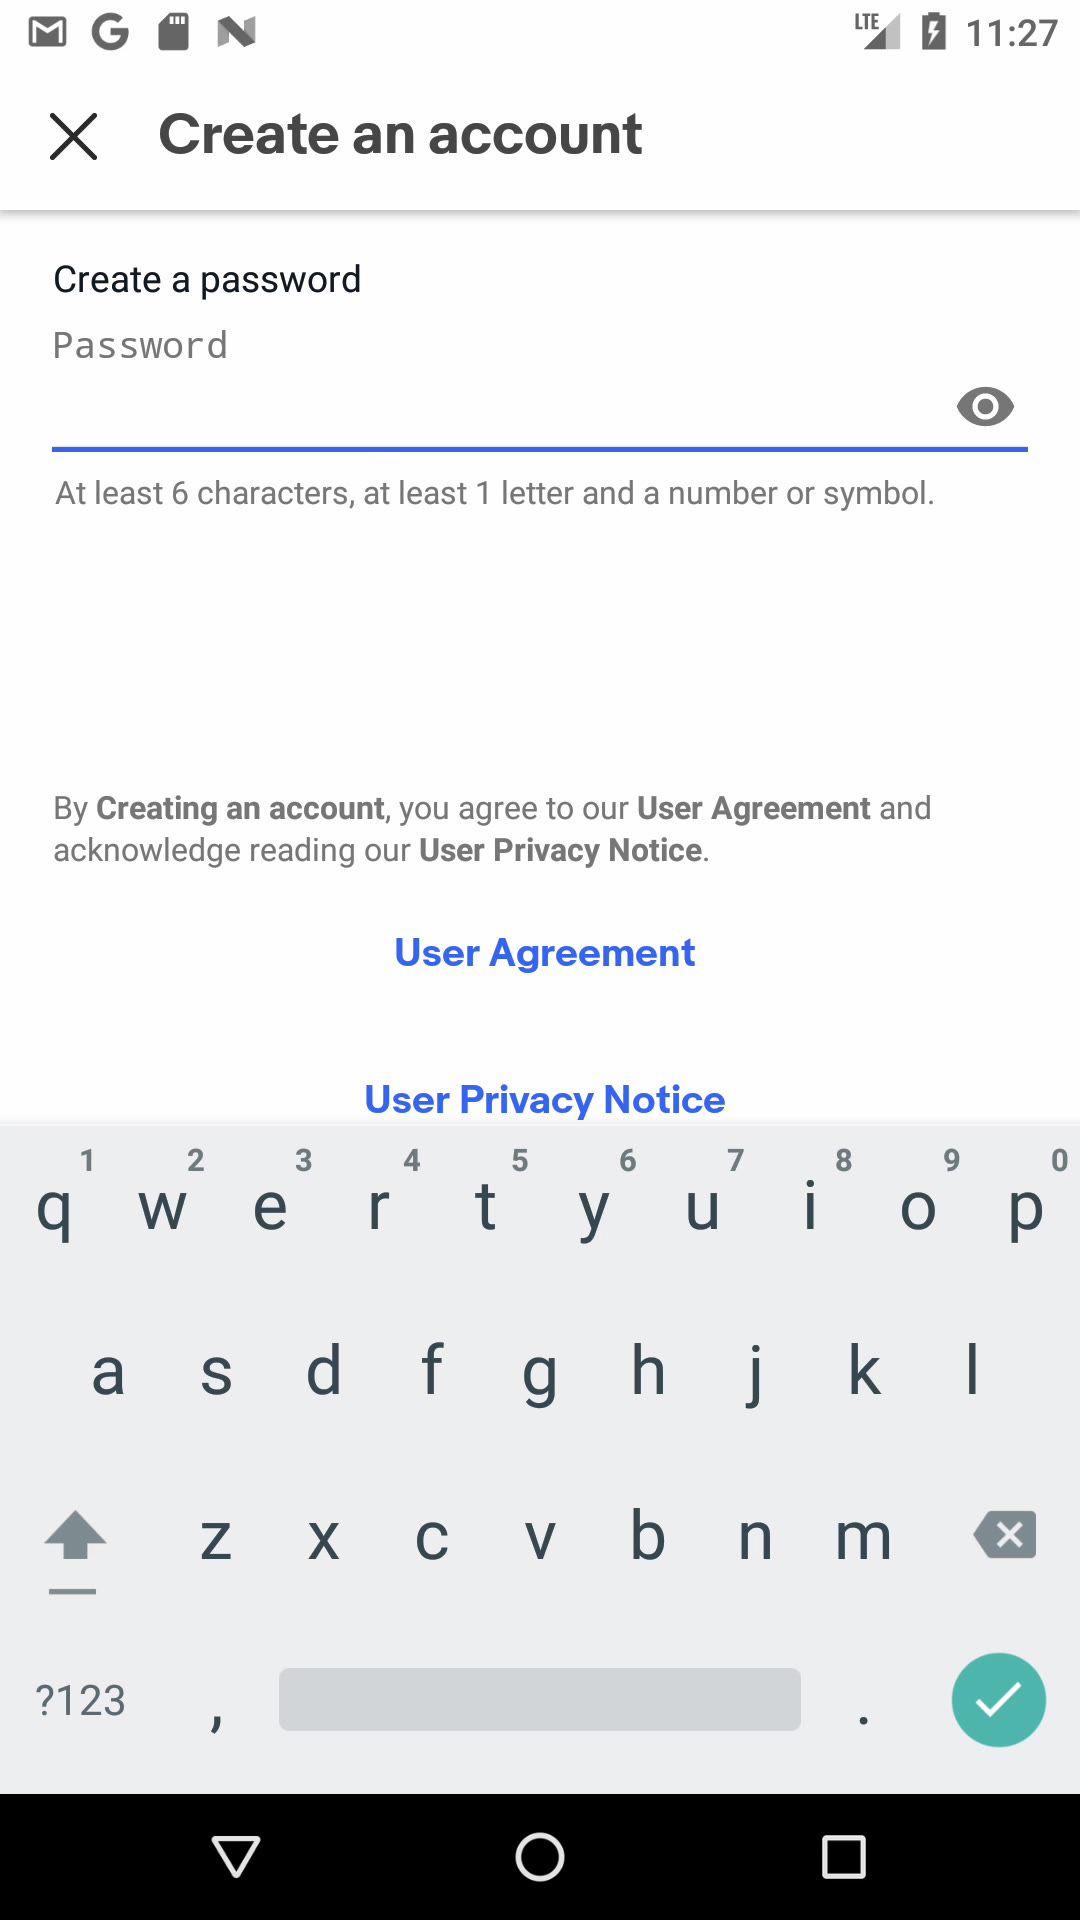 LTE 11:27
Create an account
Create a password
Password
At least 6 characters, at least 1 letter and a number or symbol.
By Creating an account, you agree to our User Agreement and
acknowledge reading our User Privacy Notice.
User Agreement
User Privacy Notice
1 2 3 4 5 6 7 8 9 0
q w e r t y u i o p
a s d f g h j k l
z x c v b n m
?123 , .